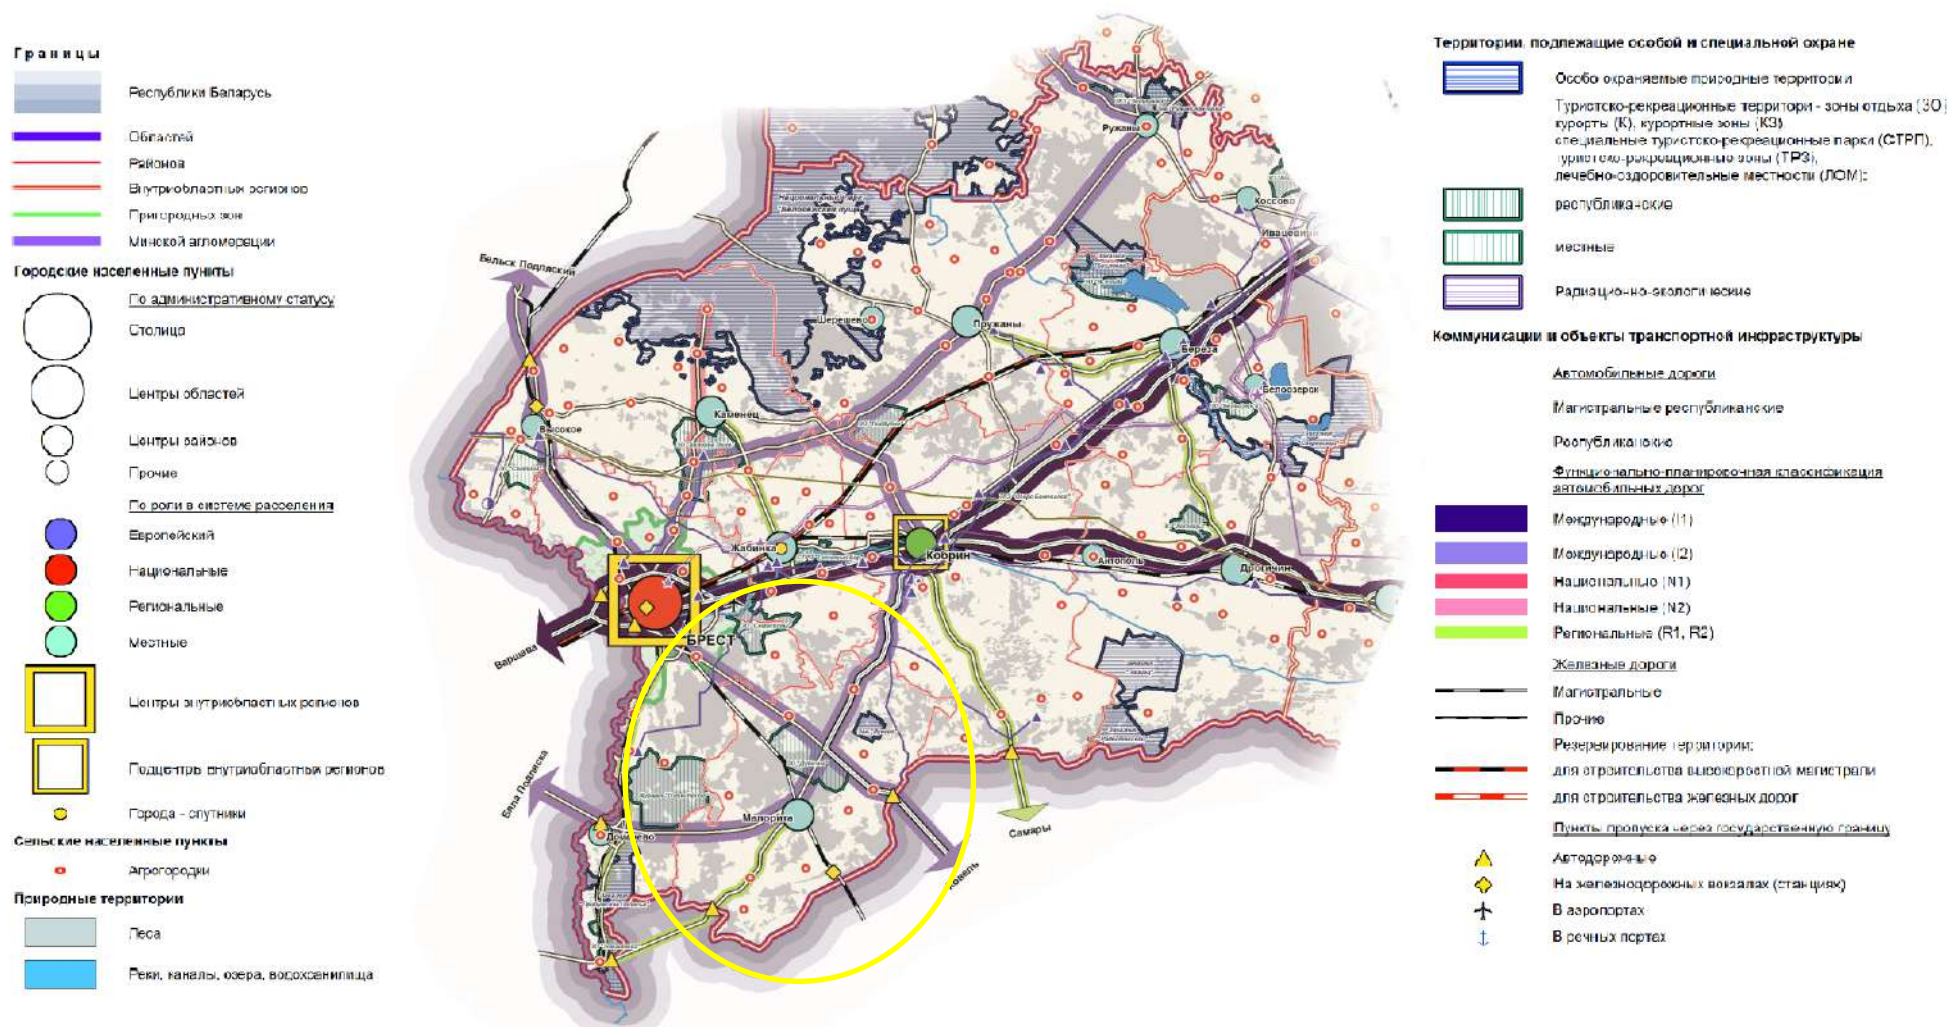 Границы
Республики Беларусь
Областей
Районов
Внутриобластных регионов
Пригородных зон
Минской агломерации
Городские населенные пункты
По административному статусу
Столица
Центры областей
Центры районов
Прочие
По роли в системе расселения
Европейский
Национальные
Региональные
Местные
Центры внутриобластных регионов
Подцентры внутриобластных регионов
Города - спутники
Сельские населенные пункты
Агрогородки
Природные территории
Леса
Реки, каналы, озера, водохранилища
Ружаны
Коссово
Ивацевичи
Бельск Подляский
Шерешево
Пружаны
Береза
Белоозерск
Каменец
Высокое
Жабинка
Кобрин
Антополь
Дрогичин
БРЕСТ
Варшава
Бяла Подляска
Малорита
Домачево
Самары
Ковель
Территории, подлежащие особой и специальной охране
Особо охраняемые природные территории
Туристско-рекреационные территори - зоны отдыха (ЗО)
курорты (К), курортные зоны (КЗ)
специальные туристско-рекреационные парки (СТРП),
туристско-рекреационные зоны (ТРЗ),
лечебно-оздоровительные местности (ЛОМ):
республиканские
местные
Радиационно-экологические
Коммуникации и объекты транспортной инфраструктуры
Автомобильные дороги
Магистральные республиканские
Республиканские
Функционально-планировочная классификация
автомобильных дорог
Международные (I1)
Международные (I2)
Национальные (N1)
Национальные (N2)
Региональные (R1, R2)
Железные дороги
Магистральные
Прочие
Резервирование территории:
для строительства высокоростной магистрали
для строительства железных дорог
Пункты пропуска через государственную границу
Автодорожные
На железнодорожных вокзалах (станциях)
В аэропортах
В речных портах